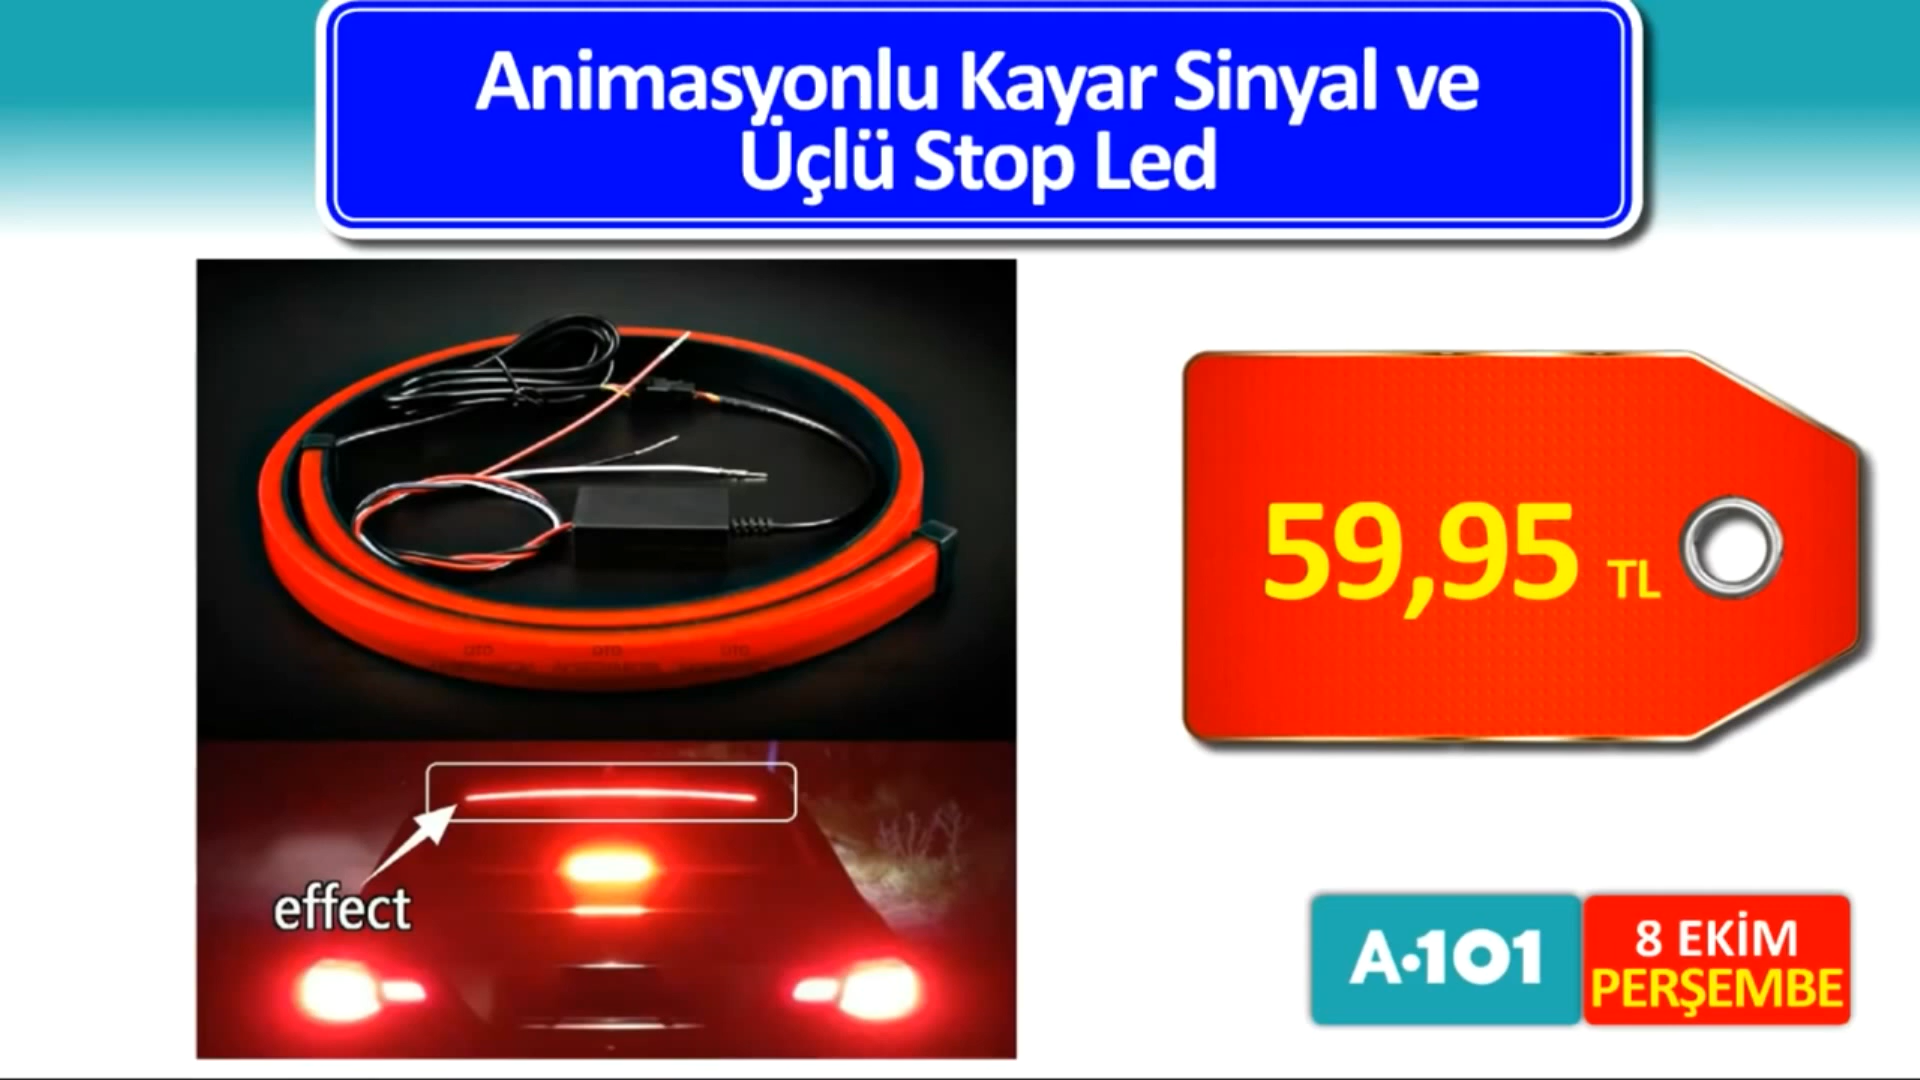 Animasyonlu Kayar Sinyal ve
Üçlü Stop Led
59,95 TL
effect
A•101
8 EKİM
PERŞEMBE